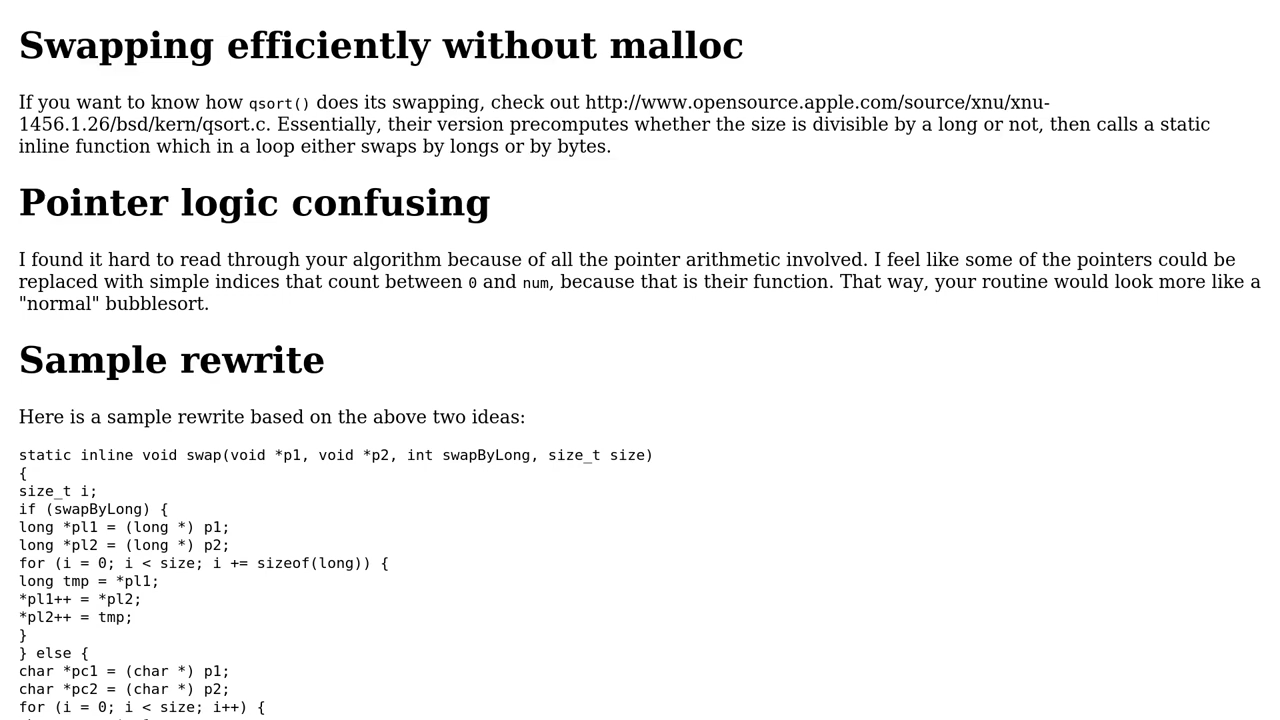 Swapping efficiently without malloc
If you want to know how qsort() does its swapping, check out http://www.opensource.apple.com/source/xnu/xnu-
1456.1.26/bsd/kern/qsort.c. Essentially, their version precomputes whether the size is divisible by a long or not, then calls a static
inline function which in a loop either swaps by longs or by bytes.
Pointer logic confusing
I found it hard to read through your algorithm because of all the pointer arithmetic involved. I feel like some of the pointers could be
replaced with simple indices that count between 0 and num, because that is their function. That way, your routine would look more like a
"normal" bubblesort.
Sample rewrite
Here is a sample rewrite based on the above two ideas:
static inline void swap(void *p1, void *p2, int swapByLong, size_t size)
{
size_t i;
if (swapByLong) {
long *pl1 = (long *) p1;
long *pl2 = (long *) p2;
for (i = 0; i < size; i += sizeof(long)) {
long tmp = *pl1;
*pl1++ = *pl2;
*pl2++ = tmp;
}
} else {
char *pc1 = (char *) p1;
char *pc2 = (char *) p2;
for (i = 0; i < size; i++) {